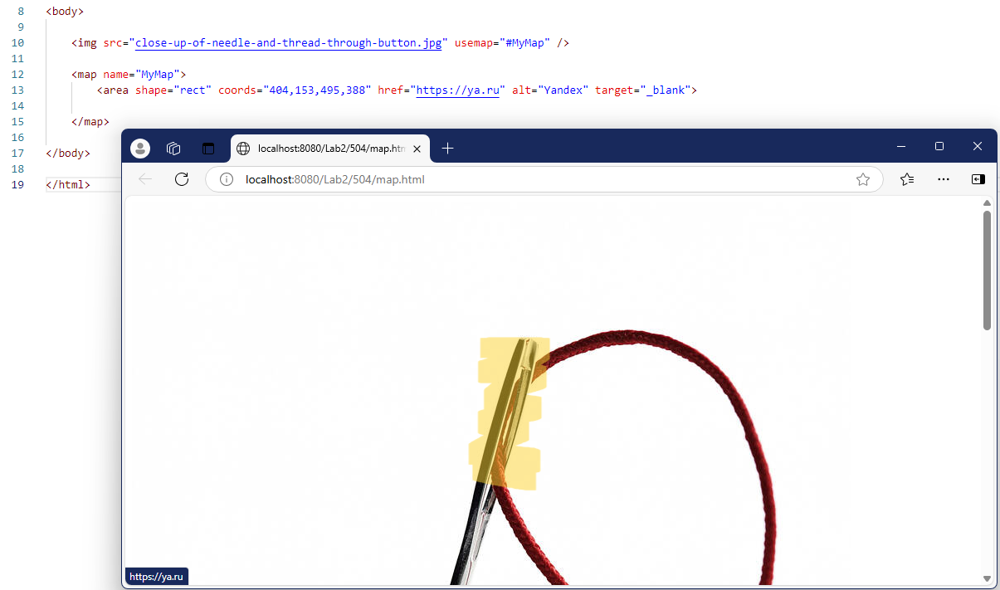 8 <body>
9
10 <img src="close-up-of-needle-and-thread-through-button.jpg" usemap="#MyMap" />
11
12 <map name="MyMap">
13 <area shape="rect" coords="404,153,495,388" href="https://ya.ru" alt="Yandex" target="_blank">
14
15 </map>
16
17 </body>
18
19 </html>
localhost:8080/Lab2/504/map.htm
localhost:8080/Lab2/504/map.html
https://ya.ru